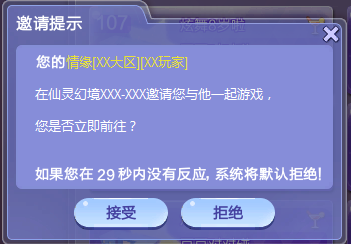 邀请提示
107
您的情缘[XX大区][XX玩家]
在仙灵幻境XXX-XXX邀请您与他一起游戏，
您是否立即前往？
如果您在 29 秒内没有反应, 系统将默认拒绝!
接受
拒绝